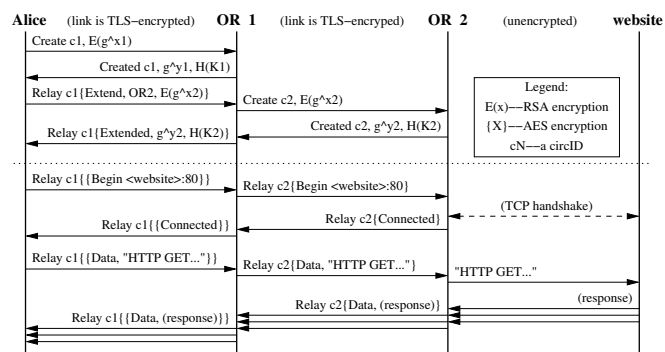 Alice (link is TLS-encrypted) OR 1 (link is TLS-encrypted) OR 2 (unencrypted) website
Create c1, E(g^x1)
Created c1, g^y1, H(K1)
Relay c1{Extend, OR2, E(g^x2)}
Create c2, E(g^x2)
Created c2, g^y2, H(K2)
Relay c1{Extended, g^y2, H(K2)}
Legend:
E(x)--RSA encryption
{X}--AES encryption
cN--a circID
Relay c1{{Begin <website>:80}}
Relay c2{Begin <website>:80}
(TCP handshake)
Relay c2{Connected}
Relay c1{{Connected}}
Relay c1{{Data, "HTTP GET..."}}
Relay c2{Data, "HTTP GET..."}
"HTTP GET..."
(response)
Relay c2{Data, (response)}
Relay c1{{Data, (response)}}